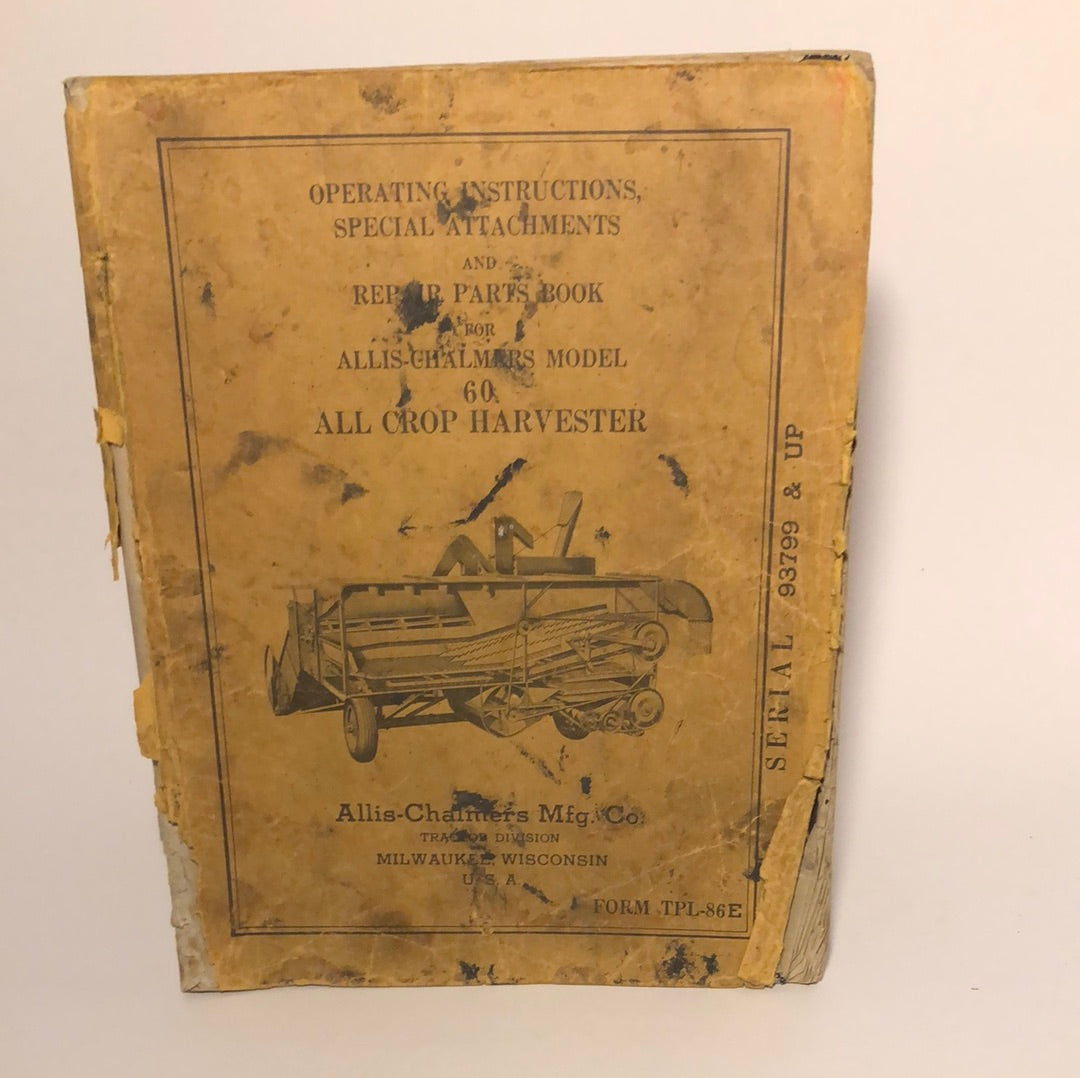 OPERATING INSTRUCTIONS,
SPECIAL ATTACHMENTS
AND
REPAIR PARTS BOOK
FOR
ALLIS-CHALMERS MODEL
60
ALL CROP HARVESTER
SERIAL 93799 & UP
Allis-Chalmers Mfg. Co.
TRACTOR DIVISION
MILWAUKEE, WISCONSIN
U. S. A.
FORM TPL-86E